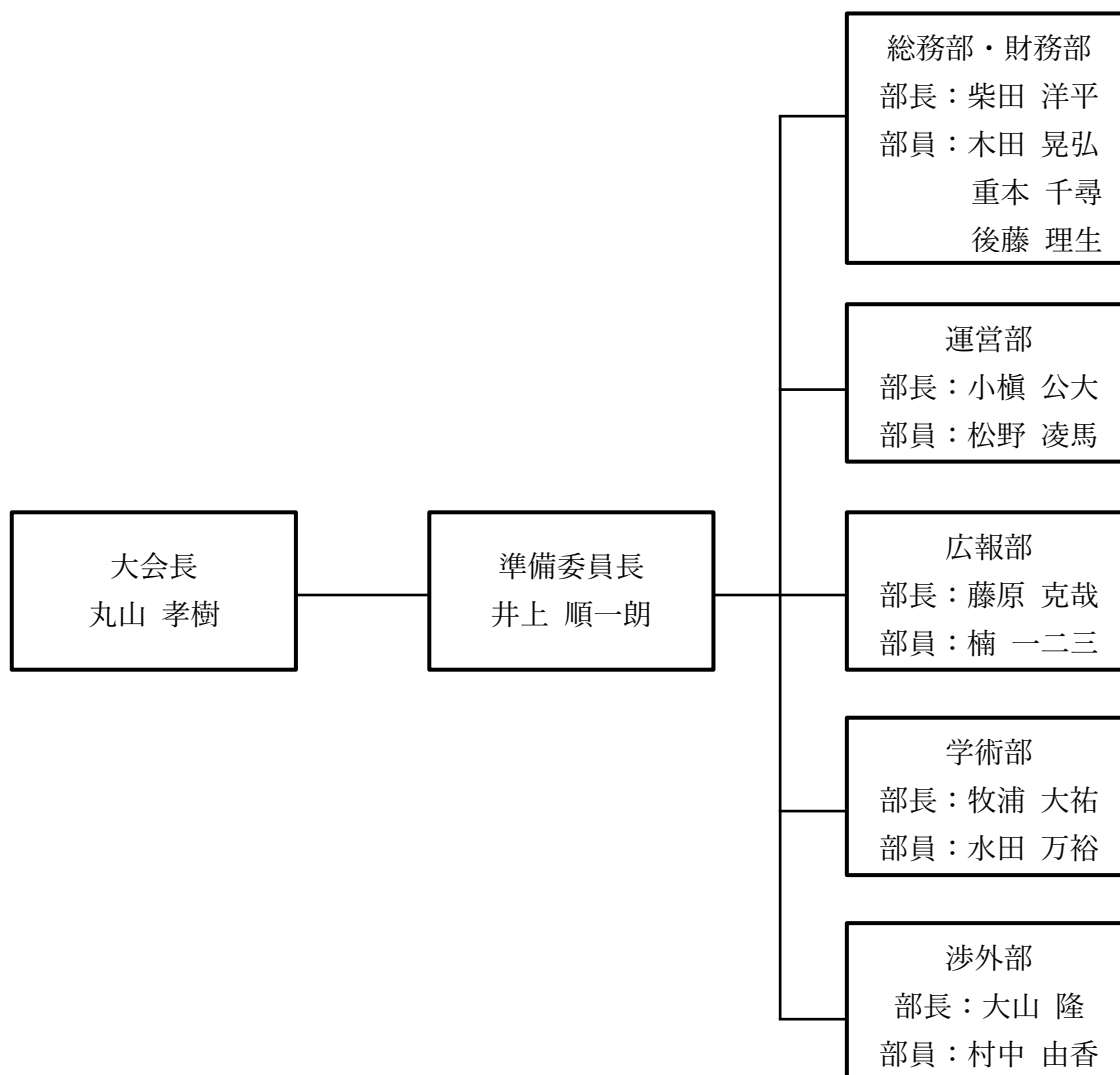 大会長
丸山 孝樹
準備委員長
井上 順一朗
総務部・財務部
部長：柴田 洋平
部員：木田 晃弘
重本 千尋
後藤 理生
運営部
部長：小槇 公大
部員：松野 凌馬
広報部
部長：藤原 克哉
部員：楠 一二三
学術部
部長：牧浦 大祐
部員：水田 万裕
渉外部
部長：大山 隆
部員：村中 由香